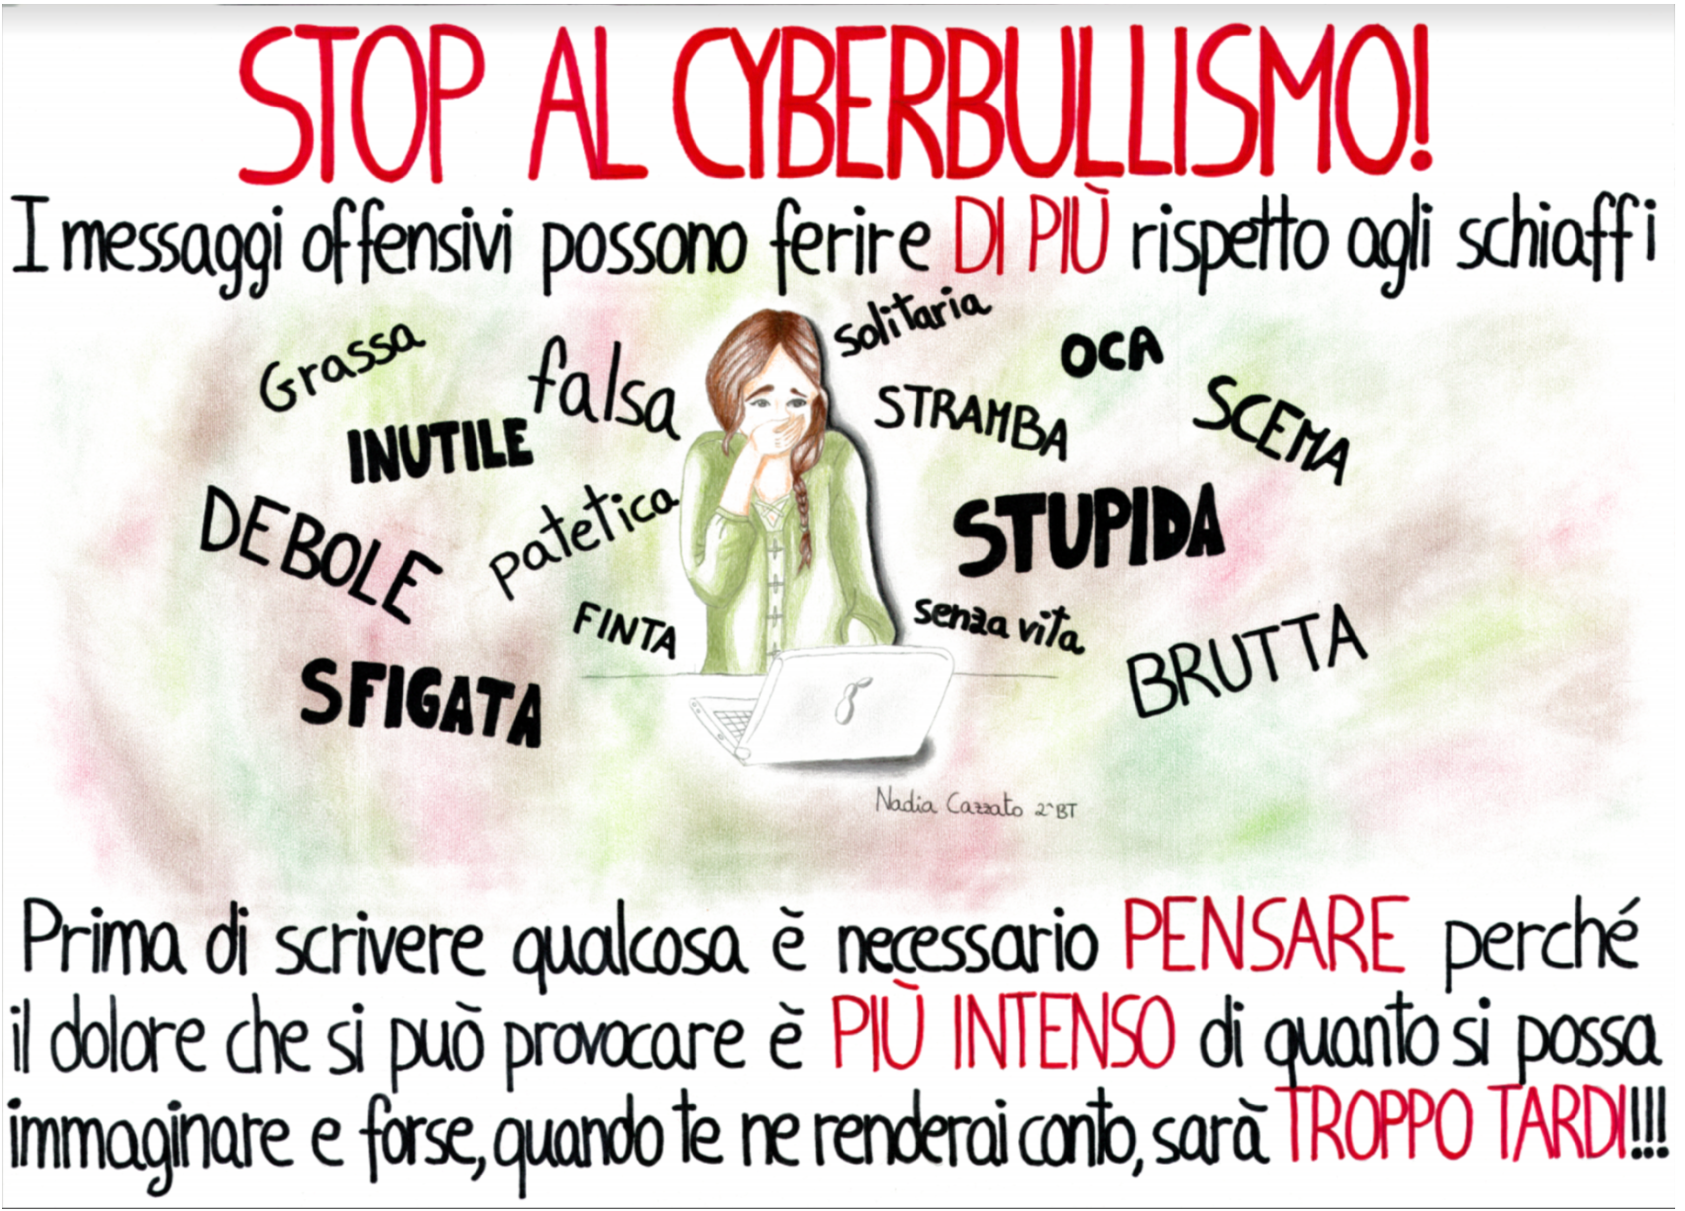 STOP AL CYBERBULLISMO!
I messaggi offensivi possono ferire DI PIÙ rispetto agli schiaffi
Grassa
falsa
solitaria
OCA
INUTILE
STRAMBA
SCEMA
DEBOLE
patetica
STUPIDA
FINTA
senza vita
SFIGATA
BRUTTA
Nadia Cazzato 2^BT
Prima di scrivere qualcosa è necessario PENSARE perché
il dolore che si può provocare è PIÙ INTENSO di quanto si possa
immaginare e forse, quando te ne renderai conto, sarà TROPPO TARDI!!!